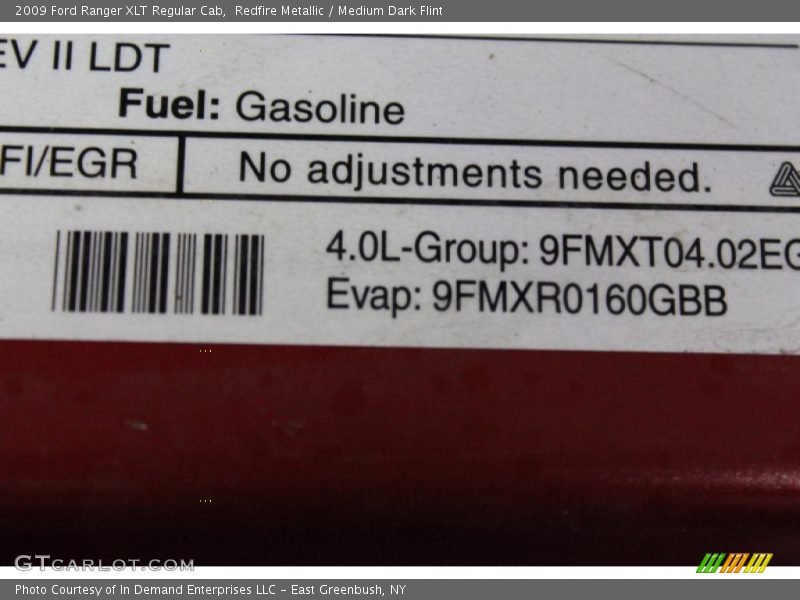 2009 Ford Ranger XLT Regular Cab, Redfire Metallic / Medium Dark Flint
EV II LDT
Fuel: Gasoline
FI/EGR
No adjustments needed.
4.0L-Group: 9FMXT04.02EG
Evap: 9FMXR0160GBB
GTCARLOT.COM
Photo Courtesy of In Demand Enterprises LLC – East Greenbush, NY